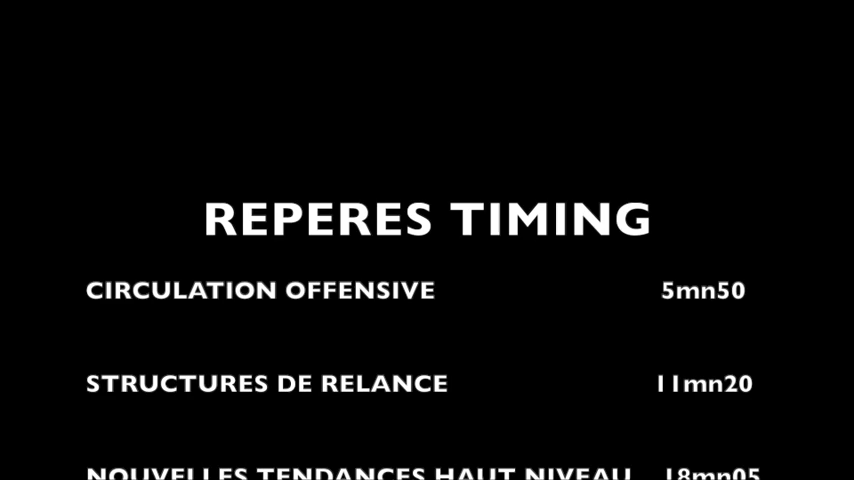 REPERES TIMING
CIRCULATION OFFENSIVE 5mn50
STRUCTURES DE RELANCE 11mn20
NOUVELLES TENDANCES HAUT NIVEAU 18mn05